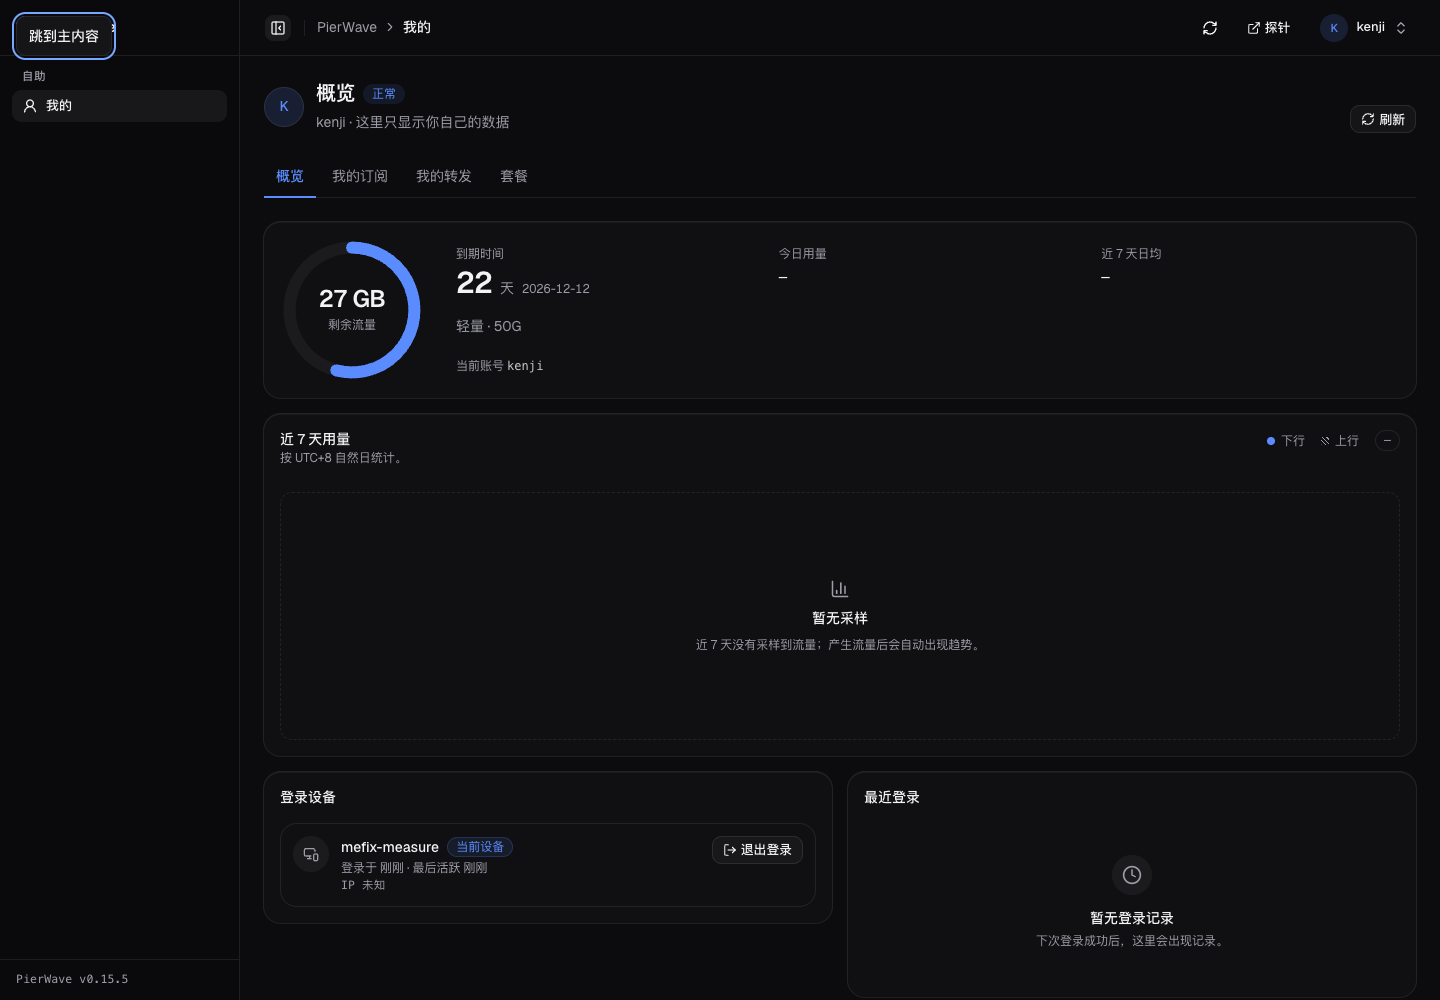 跳到主内容
PierWave
我的
探针
K
kenji
自助
我的
K
概览
正常
kenji · 这里只显示你自己的数据
刷新
概览
我的订阅
我的转发
套餐
27 GB
剩余流量
到期时间
22 天 2026-12-12
轻量 · 50G
当前账号 kenji
今日用量
–
近 7 天日均
–
近 7 天用量
按 UTC+8 自然日统计。
下行
上行
–
暂无采样
近 7 天没有采样到流量；产生流量后会自动出现趋势。
登录设备
mefix-measure
当前设备
登录于 刚刚 · 最后活跃 刚刚
IP 未知
退出登录
最近登录
暂无登录记录
下次登录成功后，这里会出现记录。
PierWave v0.15.5